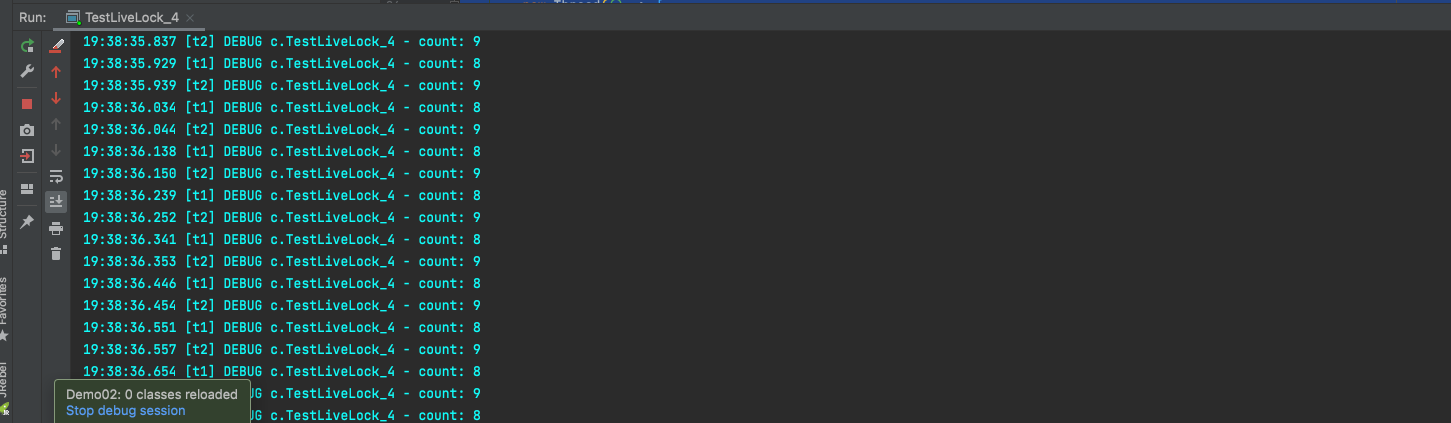 new Thread(() -> {
Run: TestLiveLock_4
19:38:35.837 [t2] DEBUG c.TestLiveLock_4 - count: 9
19:38:35.929 [t1] DEBUG c.TestLiveLock_4 - count: 8
19:38:35.939 [t2] DEBUG c.TestLiveLock_4 - count: 9
19:38:36.034 [t1] DEBUG c.TestLiveLock_4 - count: 8
19:38:36.044 [t2] DEBUG c.TestLiveLock_4 - count: 9
19:38:36.138 [t1] DEBUG c.TestLiveLock_4 - count: 8
19:38:36.150 [t2] DEBUG c.TestLiveLock_4 - count: 9
19:38:36.239 [t1] DEBUG c.TestLiveLock_4 - count: 8
19:38:36.252 [t2] DEBUG c.TestLiveLock_4 - count: 9
19:38:36.341 [t1] DEBUG c.TestLiveLock_4 - count: 8
19:38:36.353 [t2] DEBUG c.TestLiveLock_4 - count: 9
19:38:36.446 [t1] DEBUG c.TestLiveLock_4 - count: 8
19:38:36.454 [t2] DEBUG c.TestLiveLock_4 - count: 9
19:38:36.551 [t1] DEBUG c.TestLiveLock_4 - count: 8
19:38:36.557 [t2] DEBUG c.TestLiveLock_4 - count: 9
19:38:36.654 [t1] DEBUG c.TestLiveLock_4 - count: 8
UG c.TestLiveLock_4 - count: 9
UG c.TestLiveLock_4 - count: 8
Demo02: 0 classes reloaded
Stop debug session
Structure
Favorites
JRebel